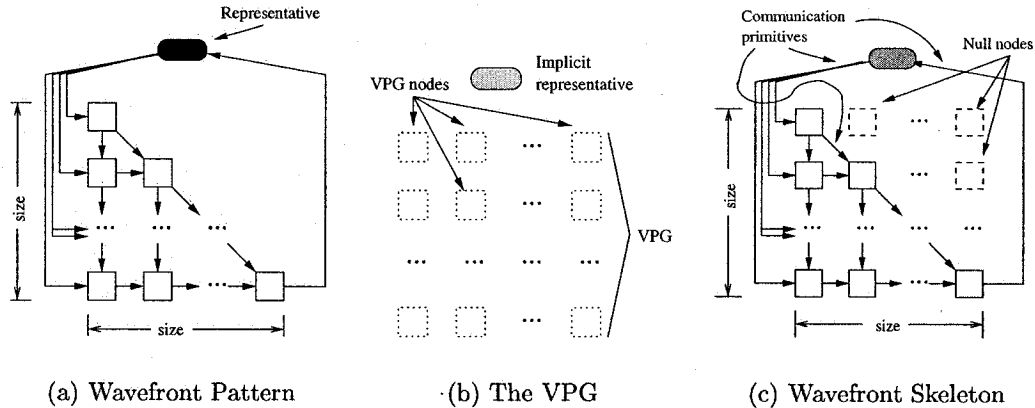 Representative
size
size
(a) Wavefront Pattern
Implicit
representative
VPG nodes
VPG
(b) The VPG
Communication
primitives
Null nodes
size
size
(c) Wavefront Skeleton